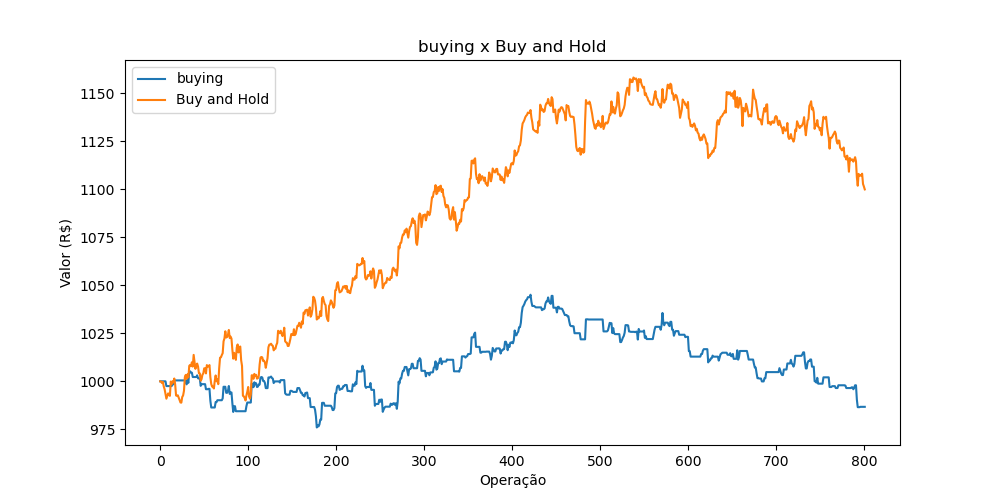 buying x Buy and Hold
buying
Buy and Hold
Valor (R$)
1150
1125
1100
1075
1050
1025
1000
975
0 100 200 300 400 500 600 700 800
Operação